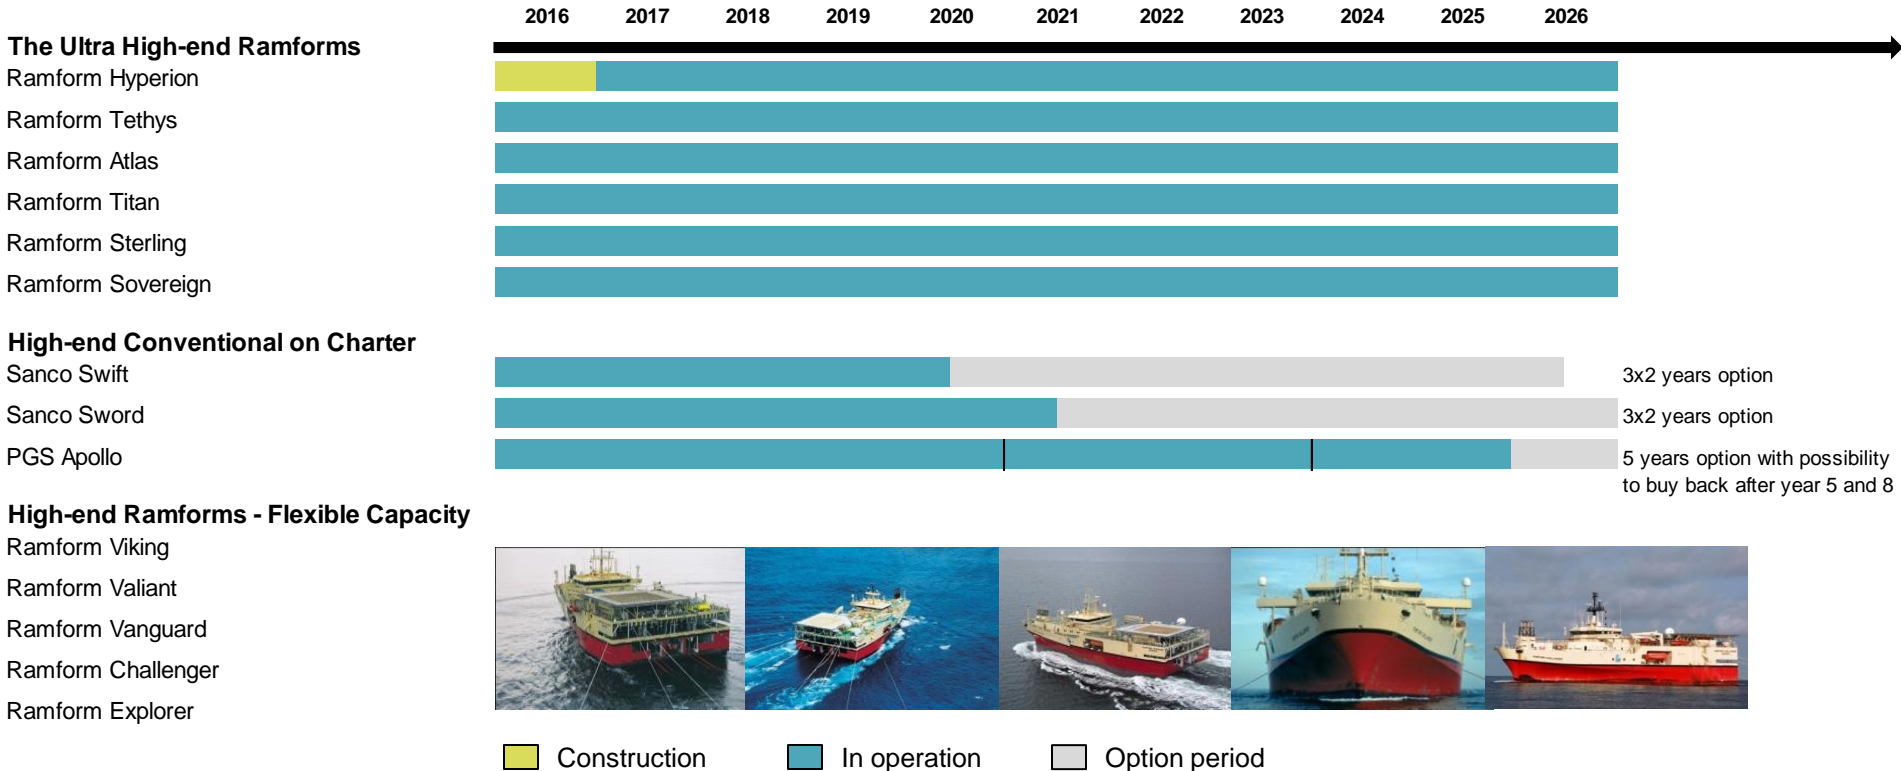 2016 2017 2018 2019 2020 2021 2022 2023 2024 2025 2026
The Ultra High-end Ramforms
Ramform Hyperion
Ramform Tethys
Ramform Atlas
Ramform Titan
Ramform Sterling
Ramform Sovereign
High-end Conventional on Charter
Sanco Swift
3x2 years option
Sanco Sword
3x2 years option
PGS Apollo
5 years option with possibility
to buy back after year 5 and 8
High-end Ramforms - Flexible Capacity
Ramform Viking
Ramform Valiant
Ramform Vanguard
Ramform Challenger
Ramform Explorer
Construction In operation Option period